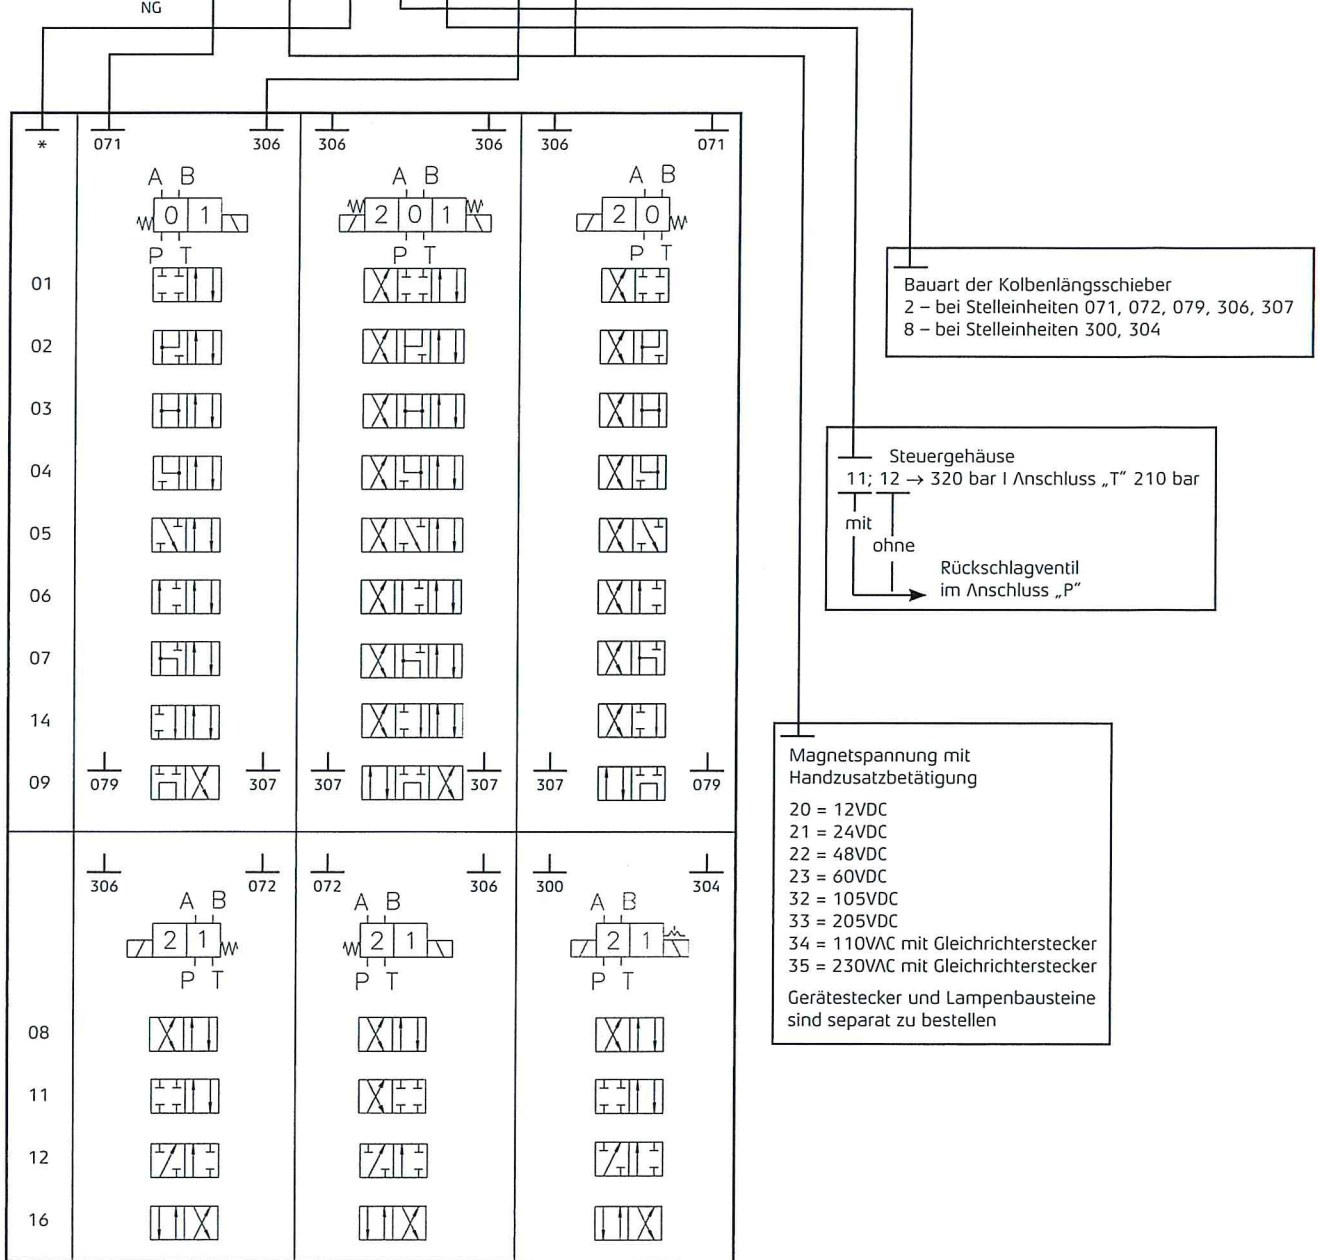 NG
* 071 306 306 306 306 071
A B A B A B
0 1 2 0 1 2 0
P T P T P T
01
02
03
04
05
06
07
14
09 079 307 307 307 307 079
306 072 072 306 300 304
A B A B A B
2 1 2 1 2 1
P T P T P T
08
11
12
16
Bauart der Kolbenlängsschieber
2 – bei Stelleinheiten 071, 072, 079, 306, 307
8 – bei Stelleinheiten 300, 304
Steuergehäuse
11; 12 → 320 bar I Anschluss „T“ 210 bar
mit
ohne
Rückschlagventil
im Anschluss „P“
Magnetspannung mit
Handzusatzbetätigung
20 = 12VDC
21 = 24VDC
22 = 48VDC
23 = 60VDC
32 = 105VDC
33 = 205VDC
34 = 110VAC mit Gleichrichterstecker
35 = 230VAC mit Gleichrichterstecker
Gerätestecker und Lampenbausteine
sind separat zu bestellen